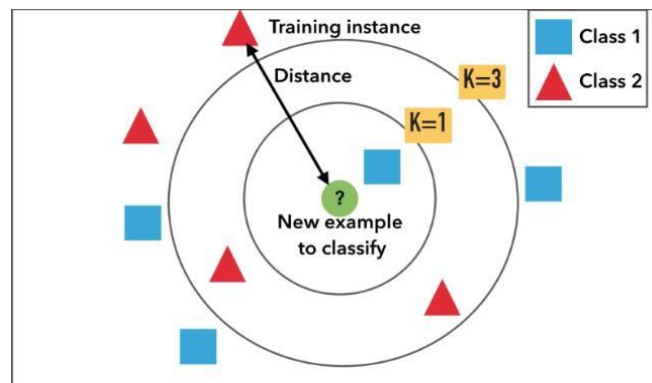 Training instance
Class 1
Class 2
Distance
K=3
K=1
?
New example
to classify